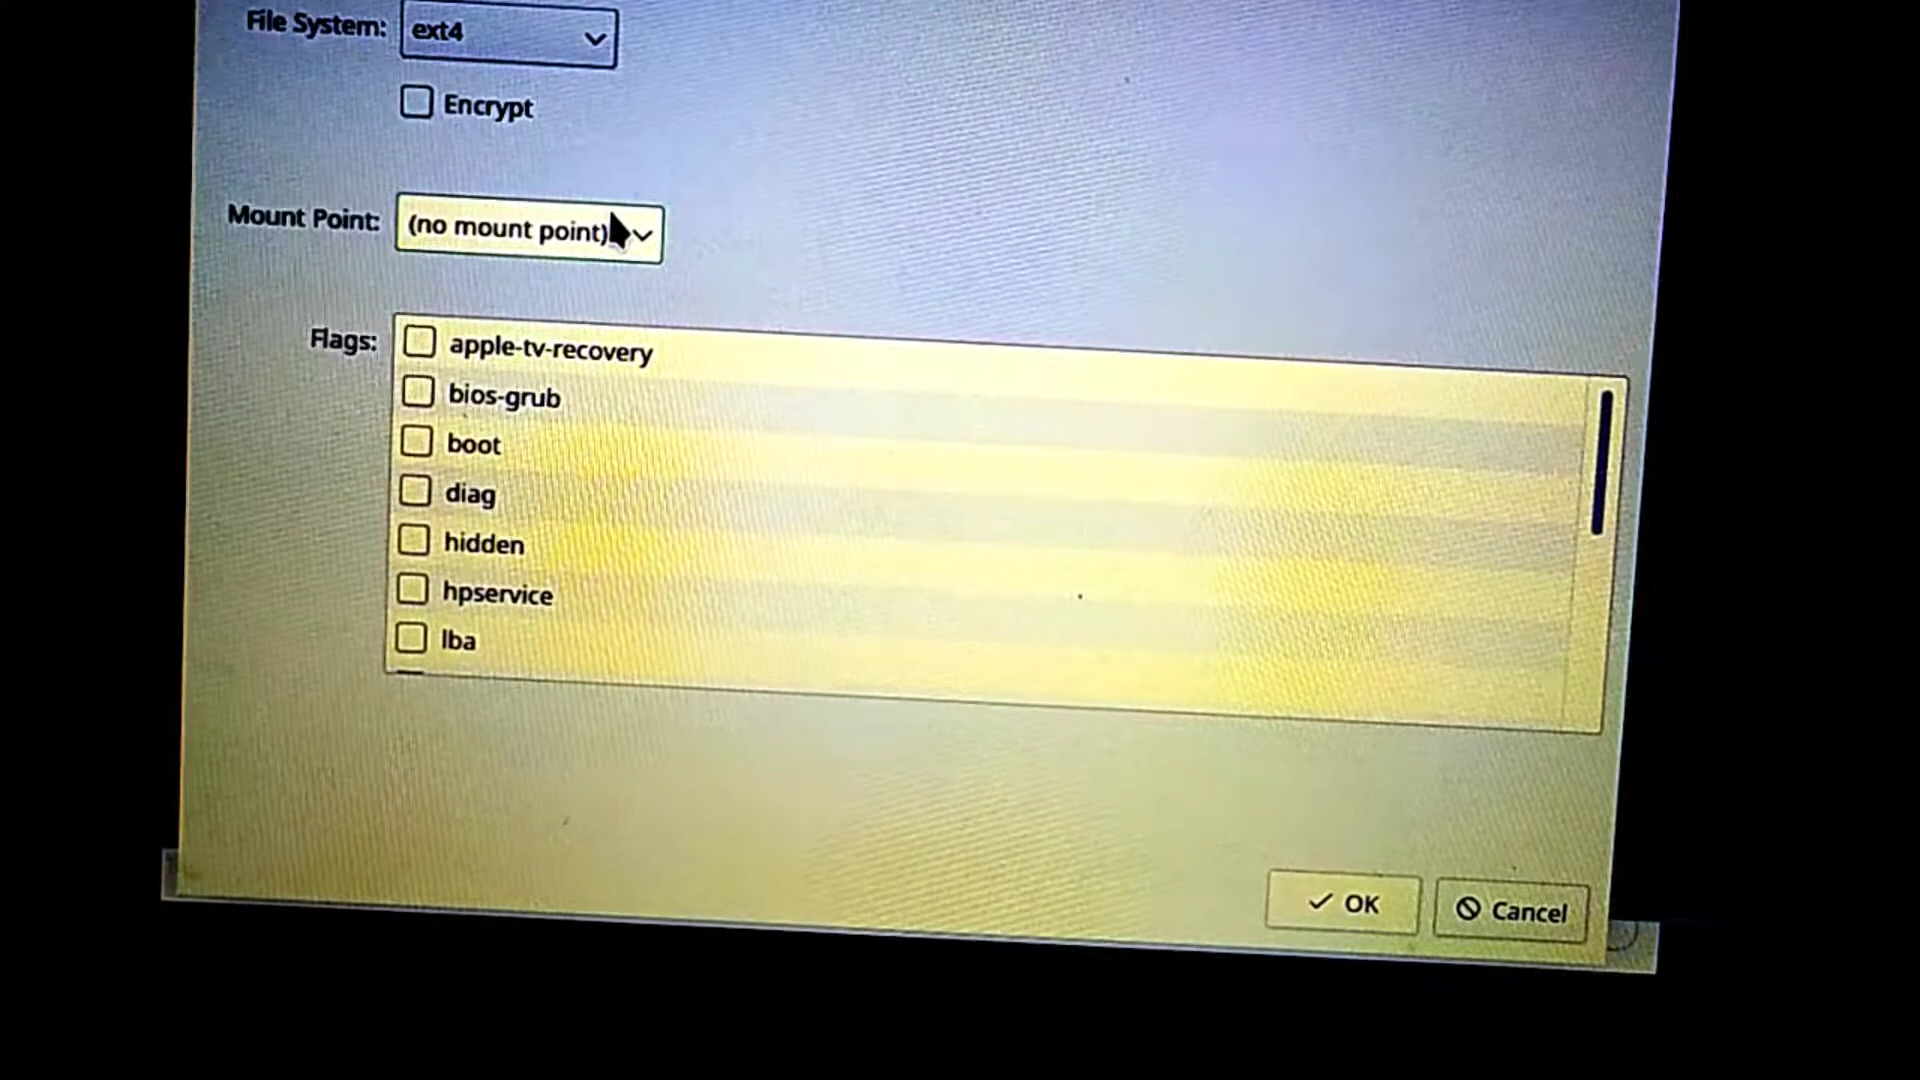 File System: ext4
Encrypt
Mount Point: (no mount point)
Flags: apple-tv-recovery
bios-grub
boot
diag
hidden
hpservice
lba
OK Cancel